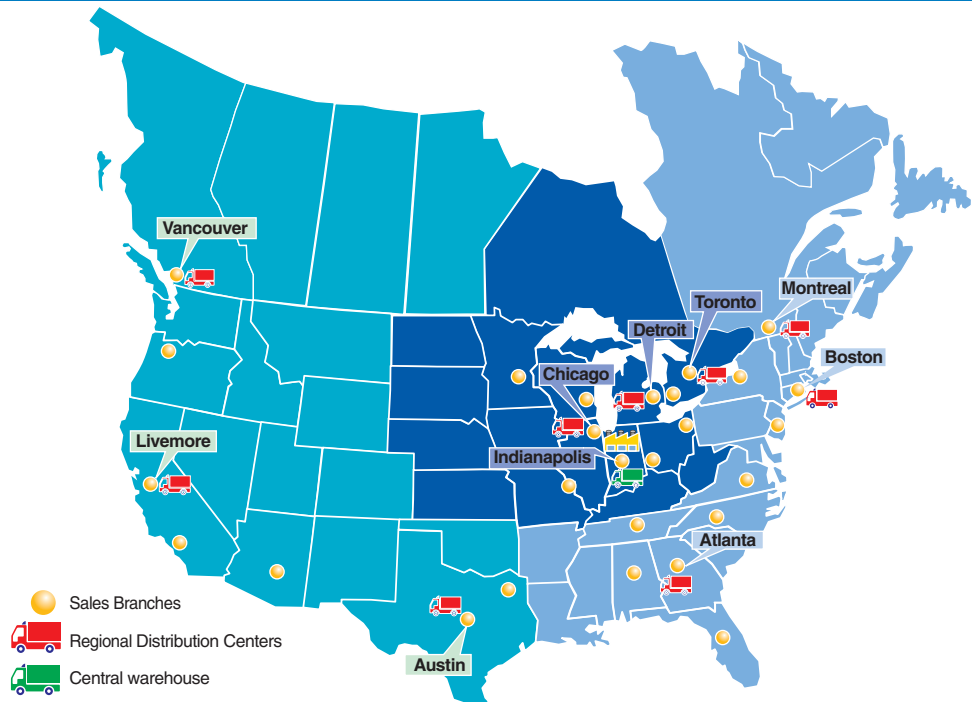 Vancouver
Montreal
Toronto
Detroit
Boston
Chicago
Livemore
Indianapolis
Atlanta
Sales Branches
Regional Distribution Centers
Austin
Central warehouse